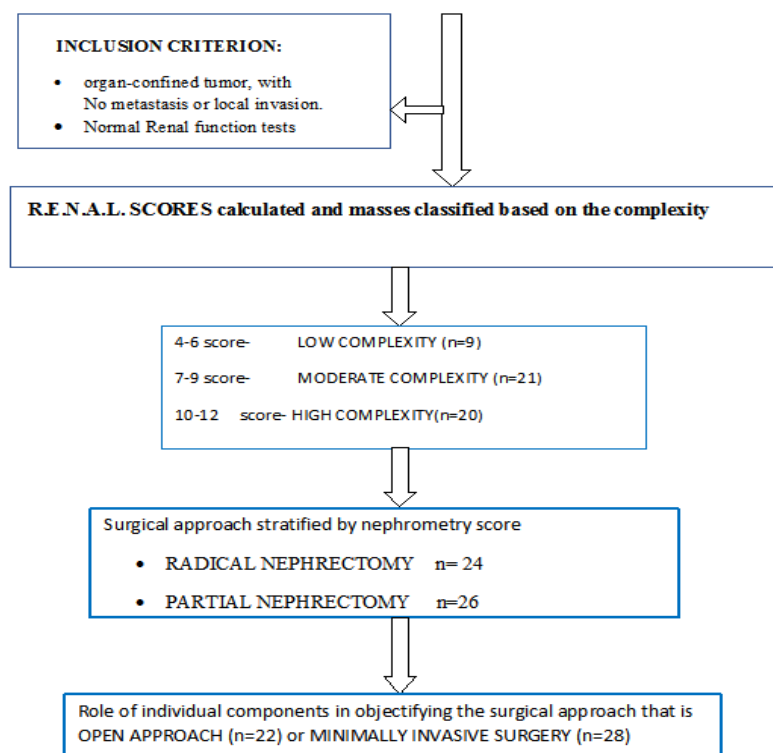 INCLUSION CRITERION:
• organ-confined tumor, with
No metastasis or local invasion.
• Normal Renal function tests
R.E.N.A.L. SCORES calculated and masses classified based on the complexity
4-6 score- LOW COMPLEXITY (n=9)
7-9 score- MODERATE COMPLEXITY (n=21)
10-12 score- HIGH COMPLEXITY(n=20)
Surgical approach stratified by nephrometry score
• RADICAL NEPHRECTOMY n= 24
• PARTIAL NEPHRECTOMY n=26
Role of individual components in objectifying the surgical approach that is
OPEN APPROACH (n=22) or MINIMALLY INVASIVE SURGERY (n=28)